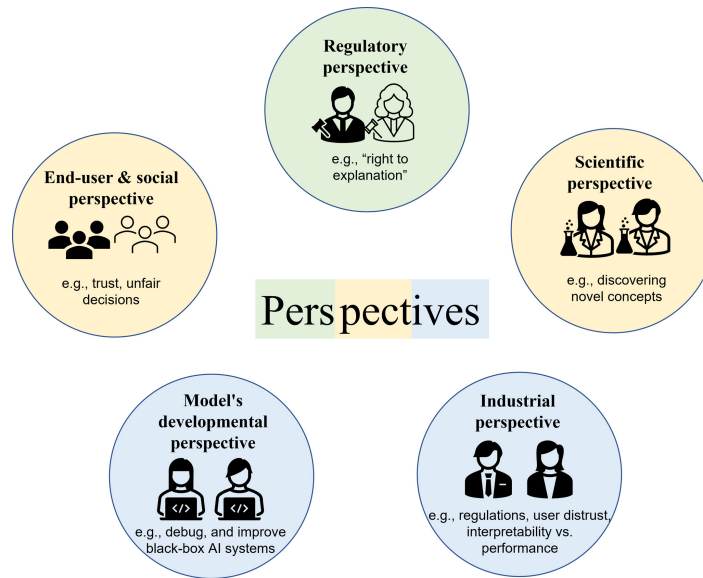 Regulatory
perspective
e.g., “right to
explanation”
End-user & social
perspective
e.g., trust, unfair
decisions
Scientific
perspective
e.g., discovering
novel concepts
Perspectives
Model's
developmental
perspective
</>
</>
e.g., debug, and improve
black-box AI systems
Industrial
perspective
e.g., regulations, user distrust,
interpretability vs.
performance